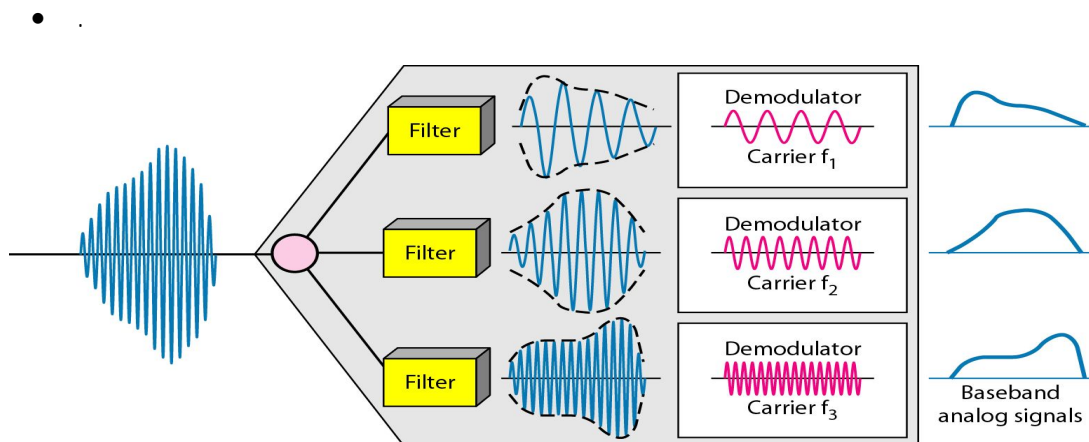 • .
Filter
Demodulator
Carrier f₁
Filter
Demodulator
Carrier f₂
Filter
Demodulator
Carrier f₃
Baseband
analog signals